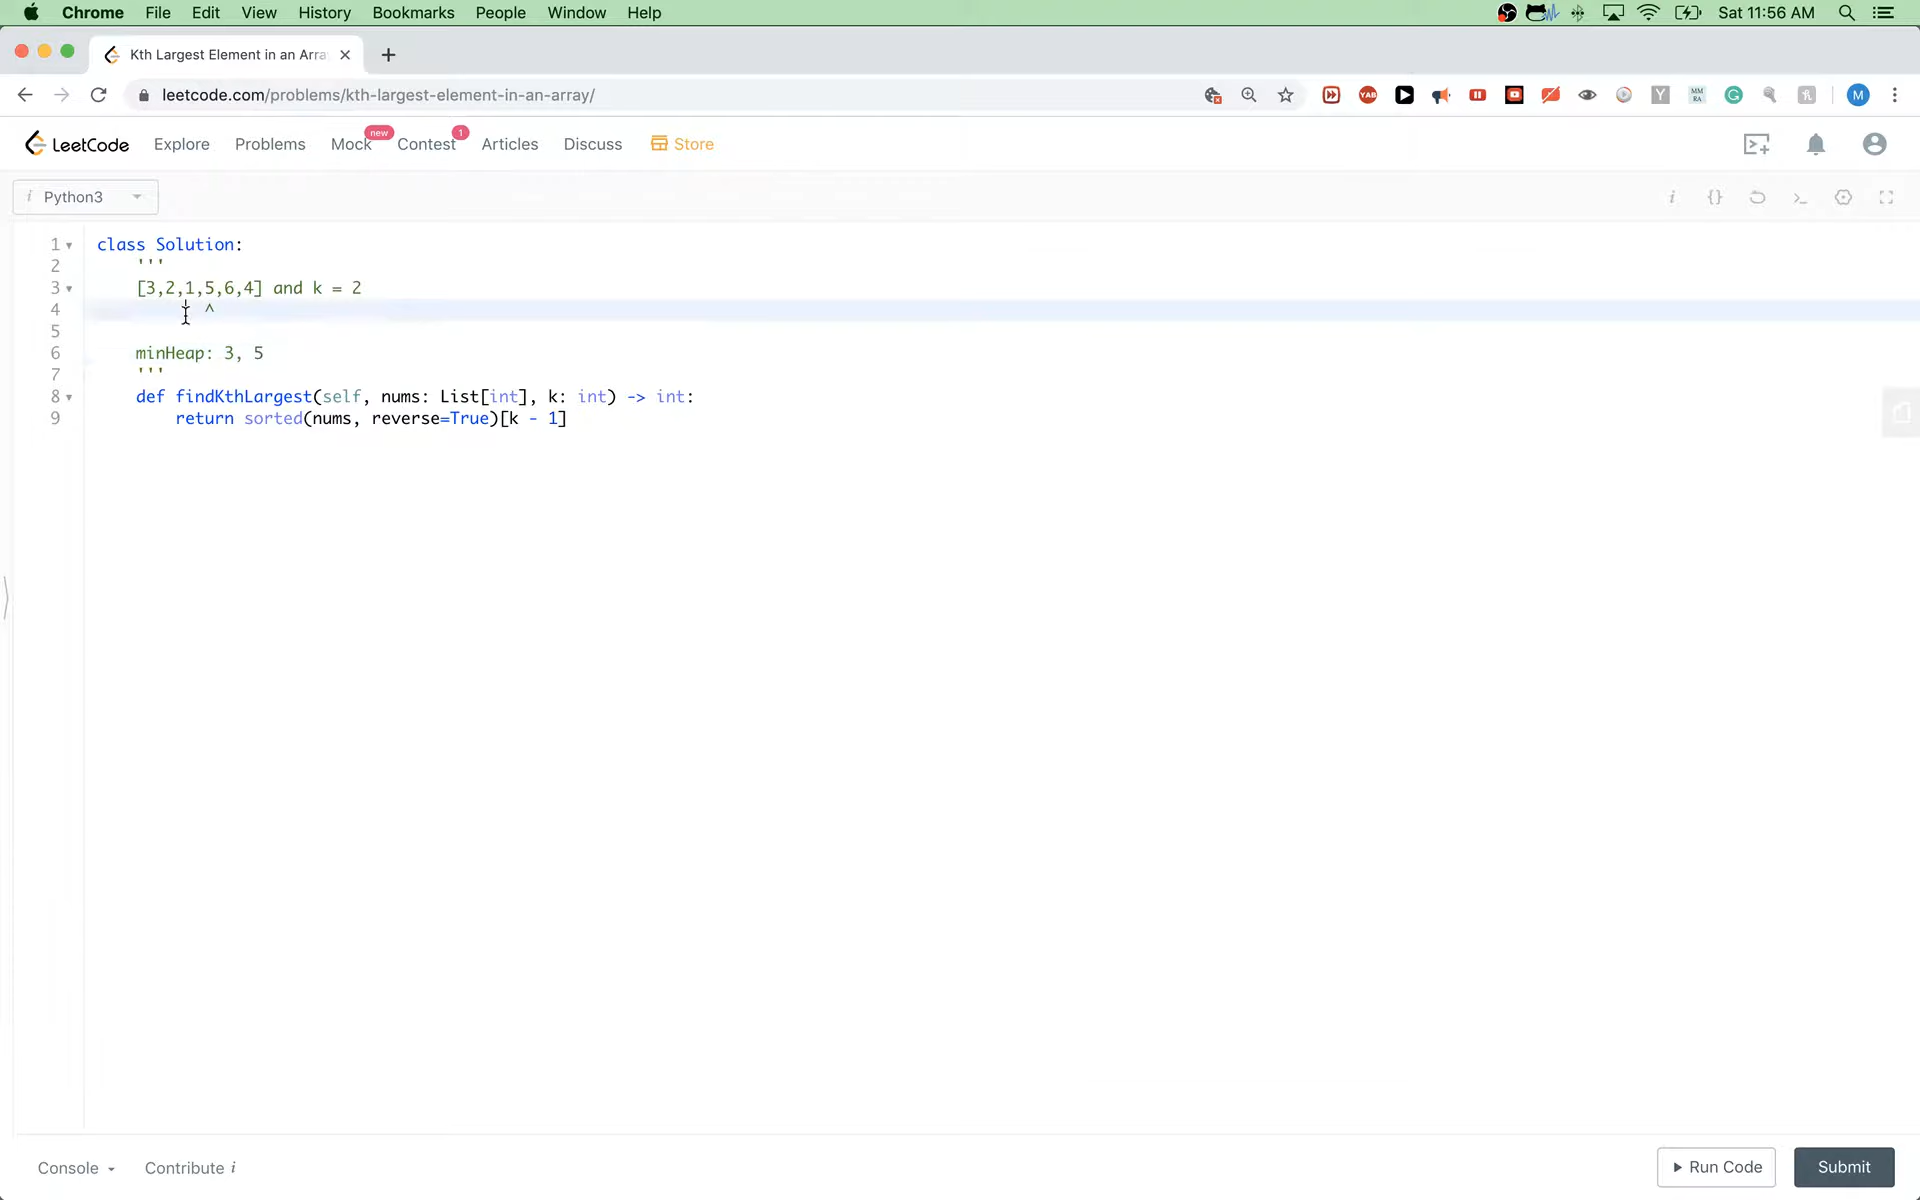 Chrome File Edit View History Bookmarks People Window Help Sat 11:56 AM
Kth Largest Element in an Arra
leetcode.com/problems/kth-largest-element-in-an-array/
YAB Y MM RA G M
LeetCode Explore Problems Mock new Contest 1 Articles Discuss Store
i Python3 i {} >_
1 class Solution:
2 '''
3 [3,2,1,5,6,4] and k = 2
4 ^
5
6 minHeap: 3, 5
7 '''
8 def findKthLargest(self, nums: List[int], k: int) -> int:
9 return sorted(nums, reverse=True)[k - 1]
Console Contribute i Run Code Submit